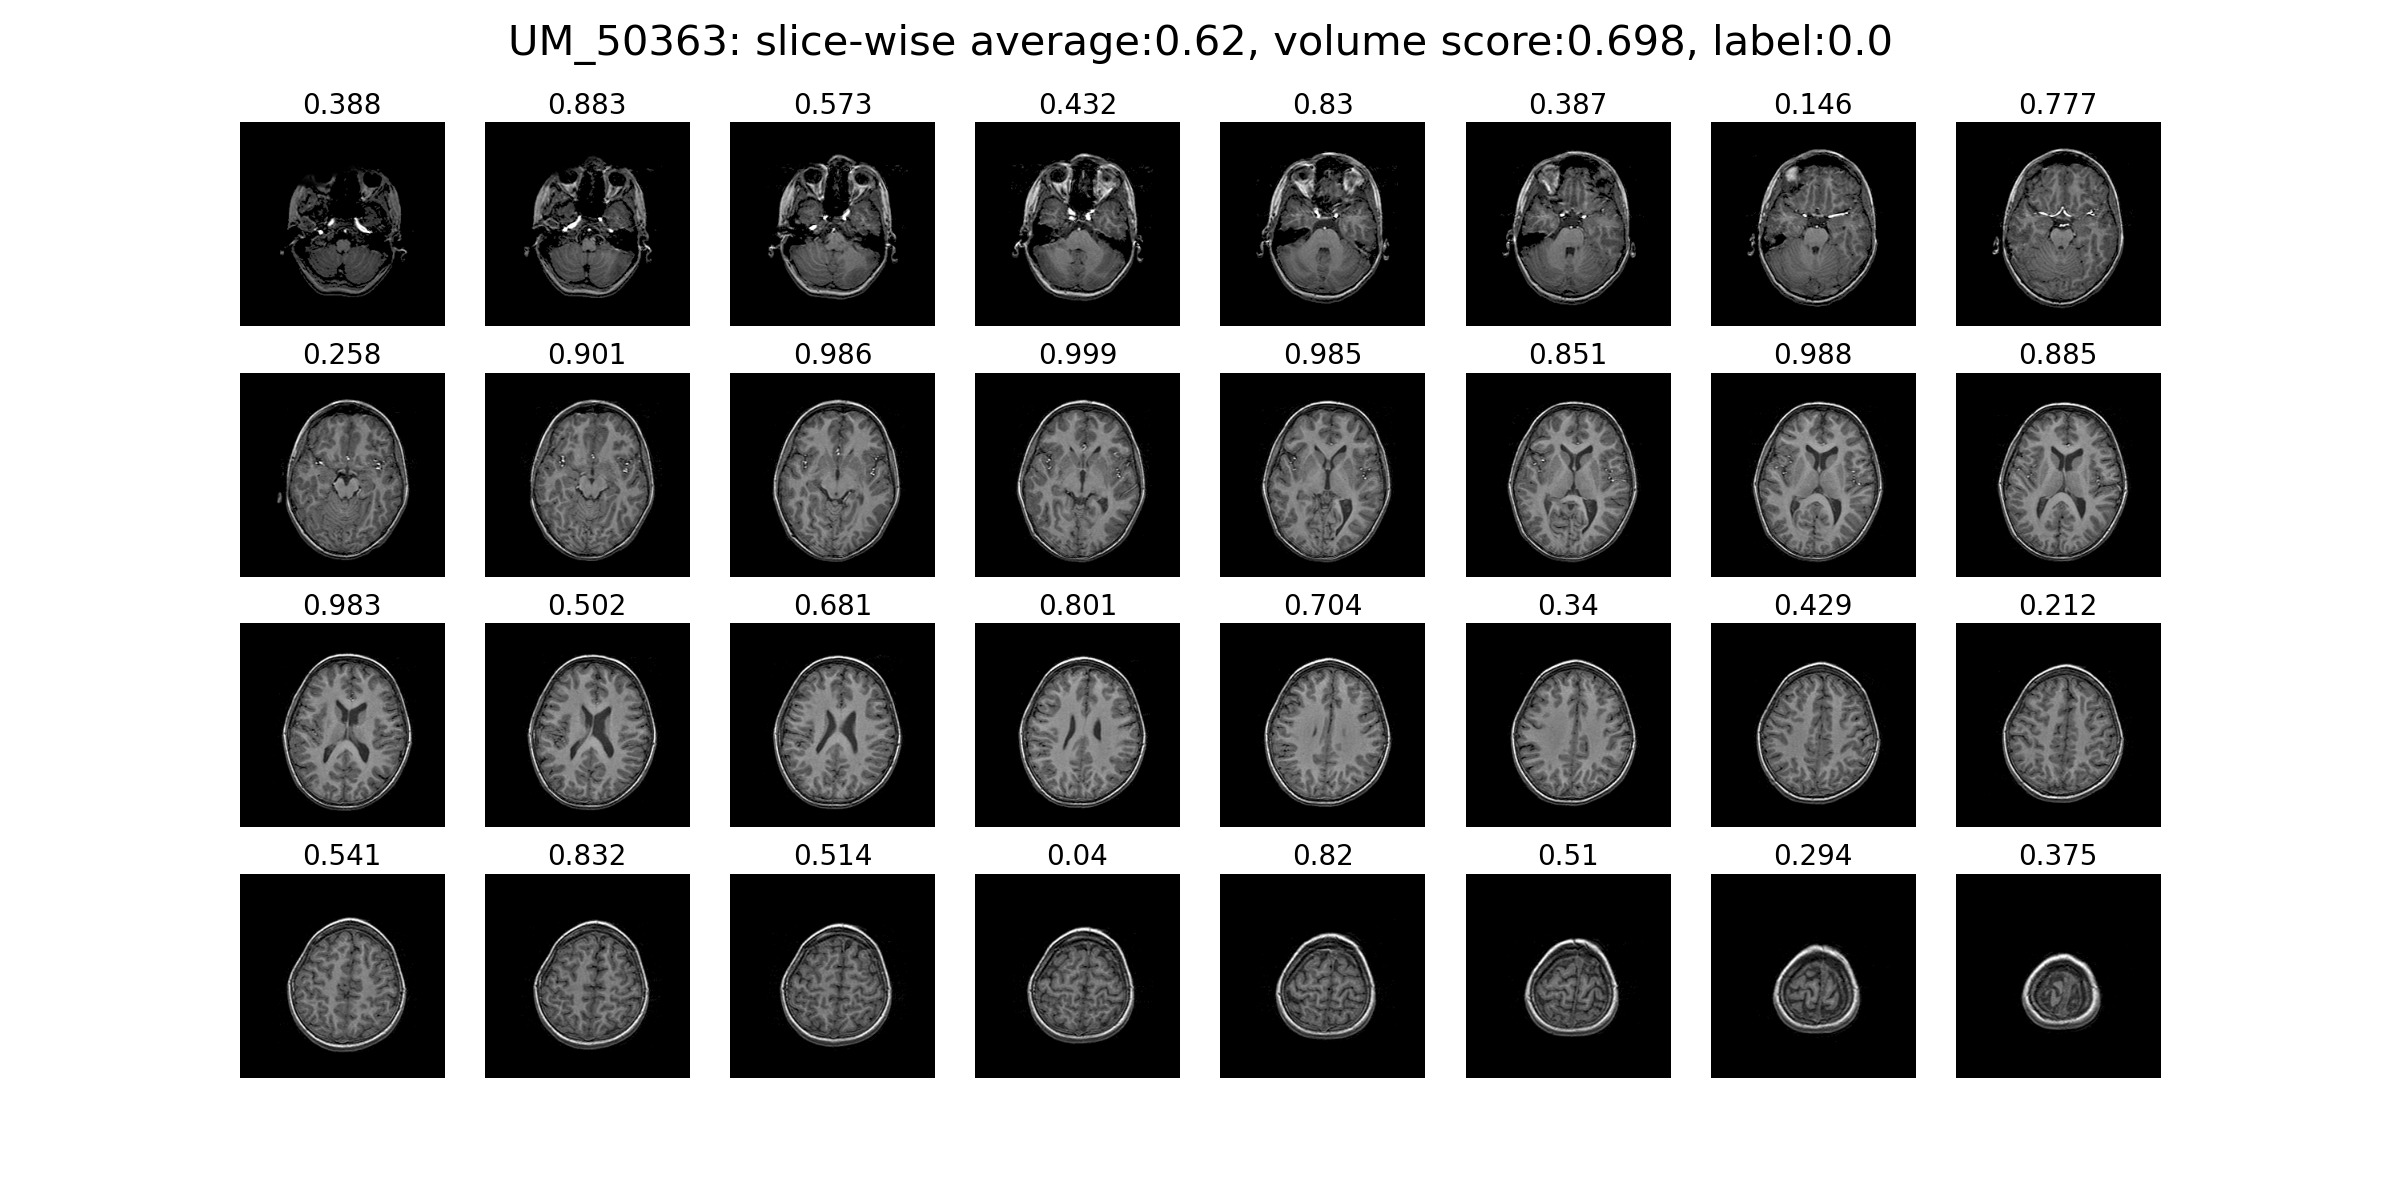 UM_50363: slice-wise average:0.62, volume score:0.698, label:0.0
0.388 0.883 0.573 0.432 0.83 0.387 0.146 0.777
0.258 0.901 0.986 0.999 0.985 0.851 0.988 0.885
0.983 0.502 0.681 0.801 0.704 0.34 0.429 0.212
0.541 0.832 0.514 0.04 0.82 0.51 0.294 0.375